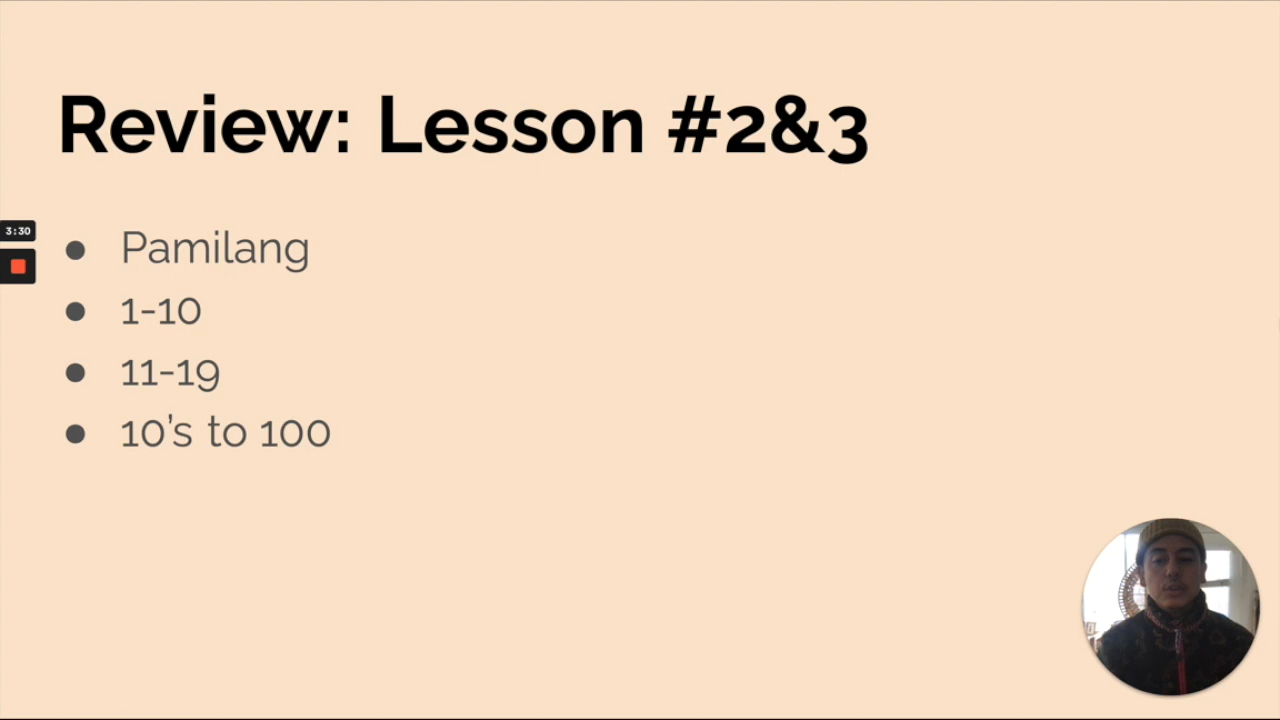 Review: Lesson #2&3
3:30
● Pamilang
● 1-10
● 11-19
● 10's to 100